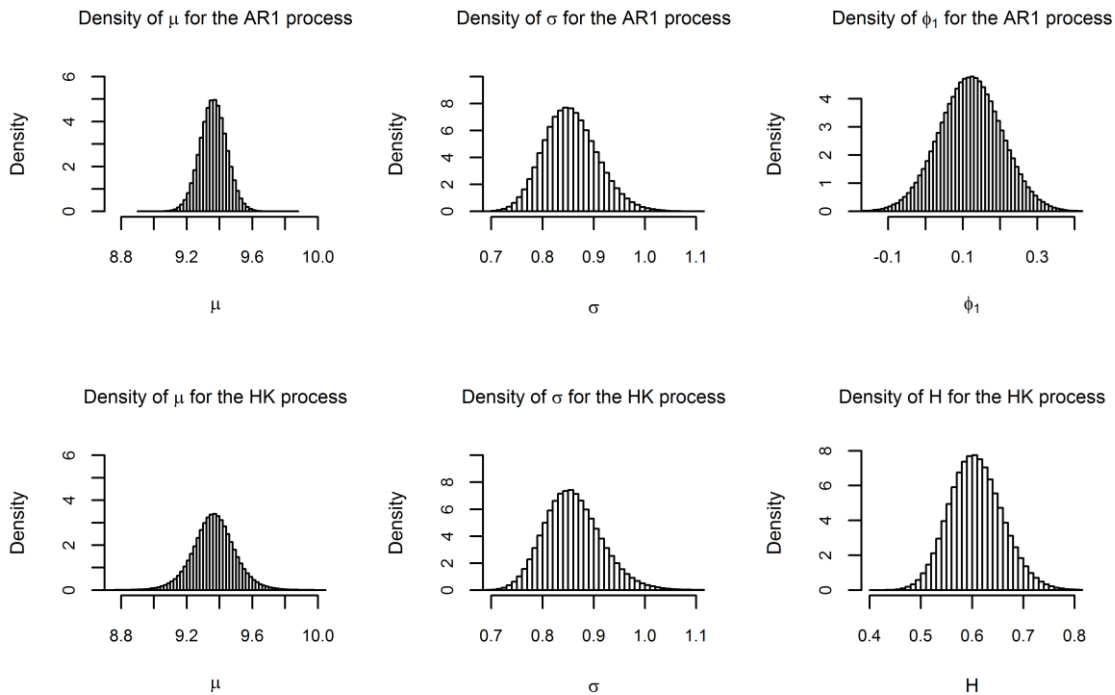 Density of μ for the AR1 process
Density
6
4
2
0
8.8 9.2 9.6 10.0
μ
Density of σ for the AR1 process
Density
8
6
4
2
0
0.7 0.8 0.9 1.0 1.1
σ
Density of ϕ1 for the AR1 process
Density
4
3
2
1
0
-0.1 0.1 0.3
ϕ1
Density of μ for the HK process
Density
6
4
2
0
8.8 9.2 9.6 10.0
μ
Density of σ for the HK process
Density
8
6
4
2
0
0.7 0.8 0.9 1.0 1.1
σ
Density of H for the HK process
Density
8
6
4
2
0
0.4 0.5 0.6 0.7 0.8
H